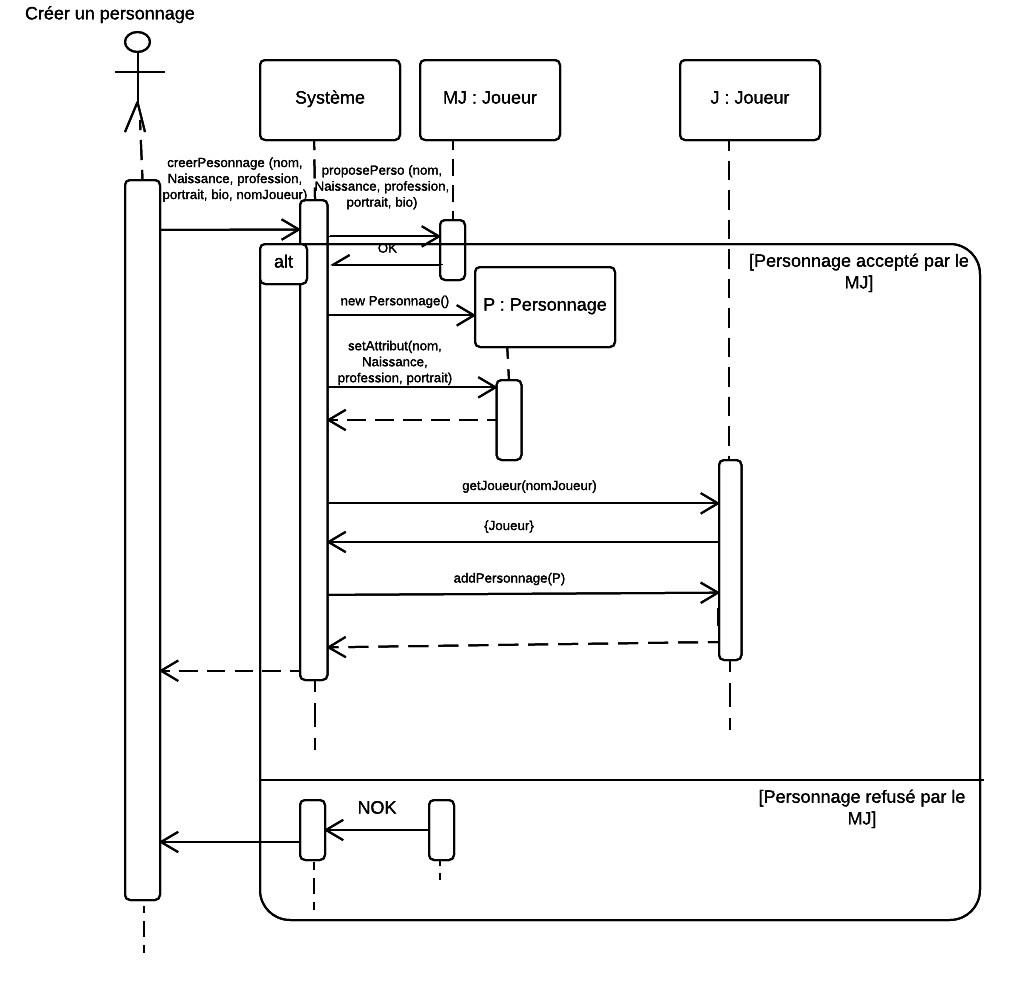 Créer un personnage
Système
MJ : Joueur
J : Joueur
creerPesonnage (nom,
Naissance, profession,
portrait, bio, nomJoueur)
proposePerso (nom,
Naissance, profession,
portrait, bio)
OK
alt
[Personnage accepté par le
MJ]
new Personnage()
P : Personnage
setAttribut(nom,
Naissance,
profession, portrait)
getJoueur(nomJoueur)
{Joueur}
addPersonnage(P)
[Personnage refusé par le
MJ]
NOK